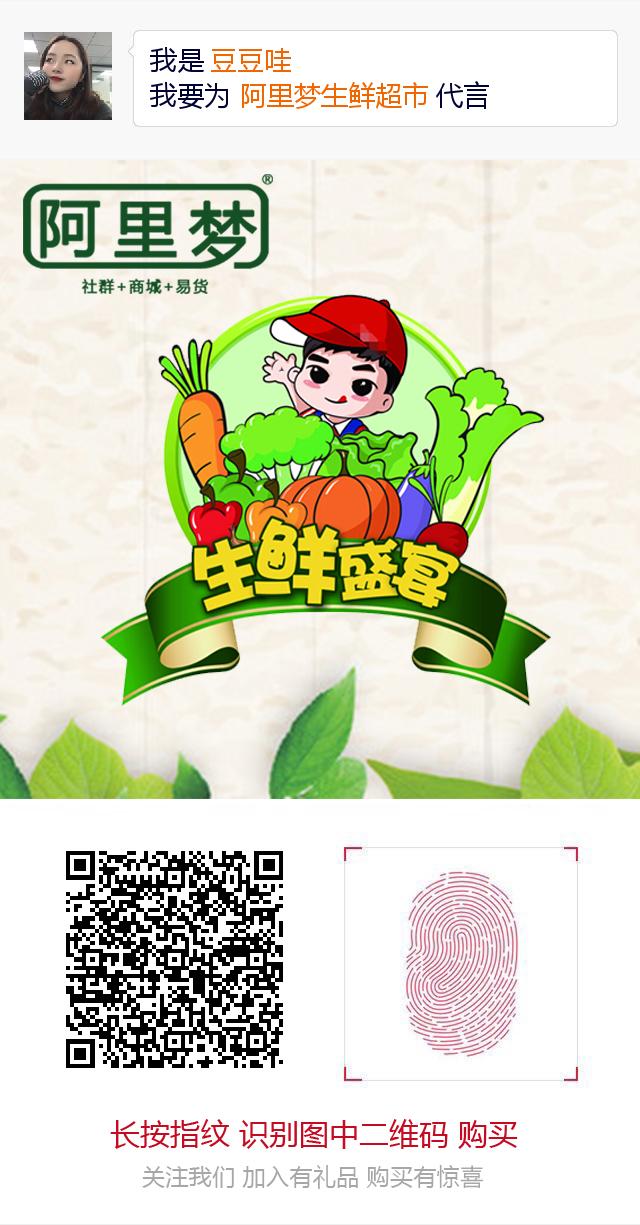 我是 豆豆哇
我要为 阿里梦生鲜超市 代言
阿里梦®
社群+商城+易货
生鲜盛宴
长按指纹 识别图中二维码 购买
关注我们 加入有礼品 购买有惊喜